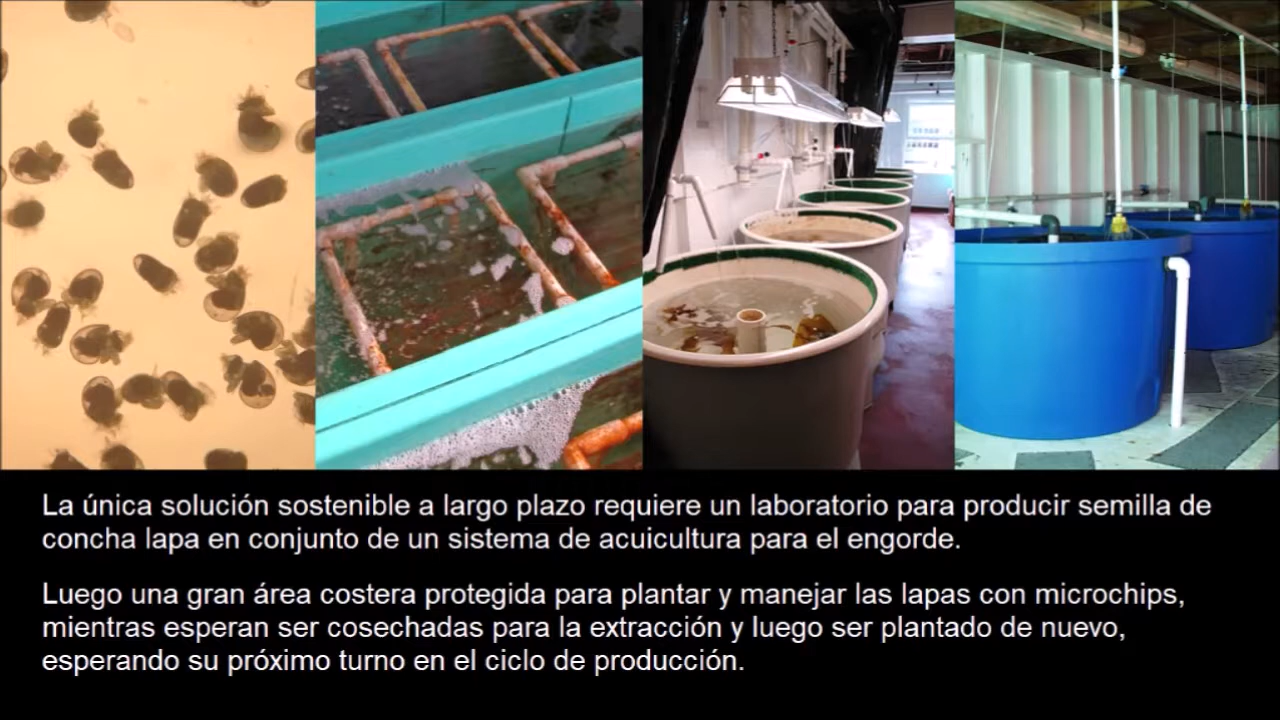 La única solución sostenible a largo plazo requiere un laboratorio para producir semilla de
concha lapa en conjunto de un sistema de acuicultura para el engorde.
Luego una gran área costera protegida para plantar y manejar las lapas con microchips,
mientras esperan ser cosechadas para la extracción y luego ser plantado de nuevo,
esperando su próximo turno en el ciclo de producción.